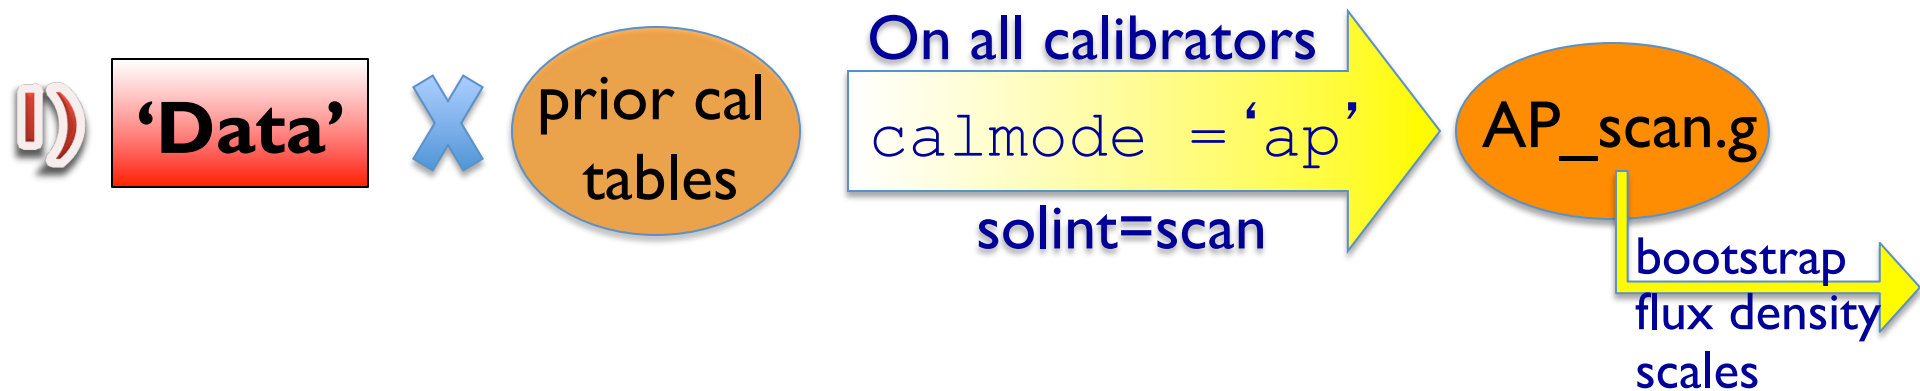 I)
‘Data’
prior cal
tables
On all calibrators
calmode =‘ap’
solint=scan
AP_scan.g
bootstrap
flux density
scales